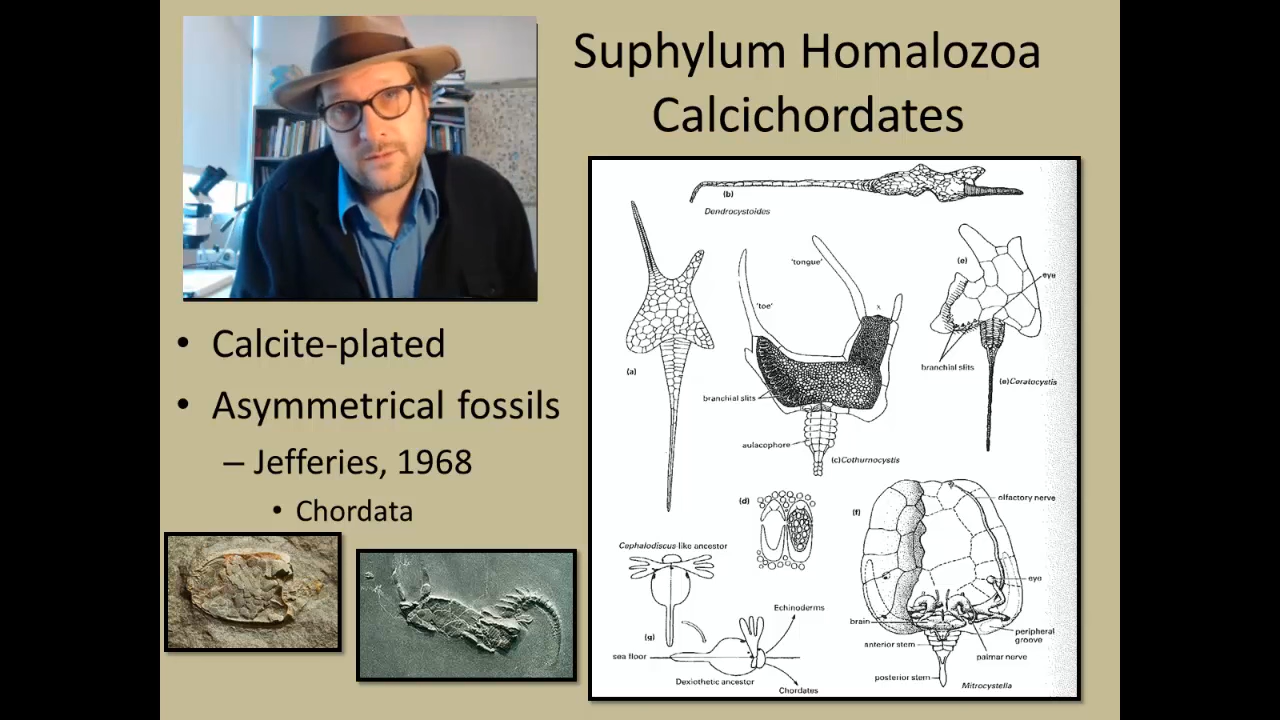 Suphylum Homalozoa
Calcichordates
• Calcite-plated
• Asymmetrical fossils
– Jefferies, 1968
• Chordata
(b)
Dendrocystoides
(a)
'toe'
'tongue'
x
branchial slits
aulacophore
(c) Cothurnocystis
(e)
eye
branchial slits
(e) Ceratocystis
(d)
Cephalodiscus-like ancestor
(g)
sea floor
Dexiothetic ancestor
Echinoderms
Chordates
(f)
olfactory nerve
eye
brain
peripheral
groove
anterior stem
palmar nerve
posterior stem
Mitrocystella